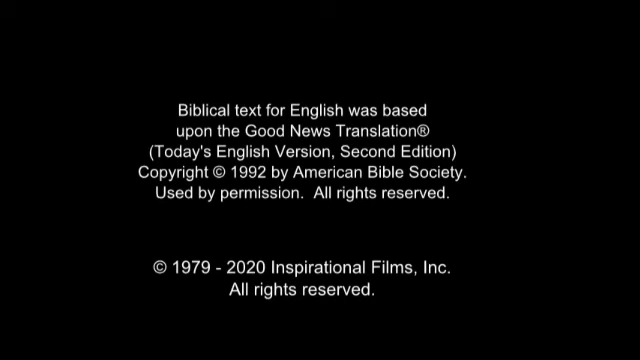 Biblical text for English was based
upon the Good News Translation®
(Today's English Version, Second Edition)
Copyright © 1992 by American Bible Society.
Used by permission.  All rights reserved.
© 1979 - 2020 Inspirational Films, Inc.
All rights reserved.